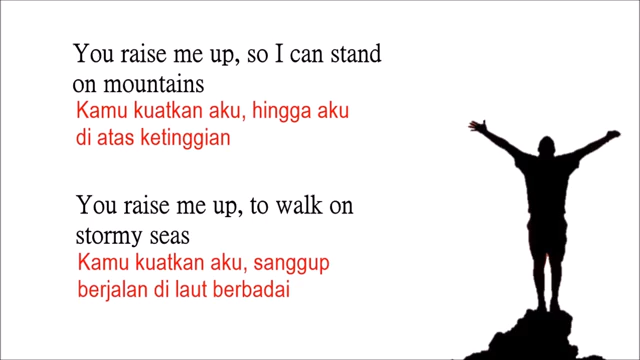 You raise me up, so I can stand
on mountains
Kamu kuatkan aku, hingga aku
di atas ketinggian
You raise me up, to walk on
stormy seas
Kamu kuatkan aku, sanggup
berjalan di laut berbadai